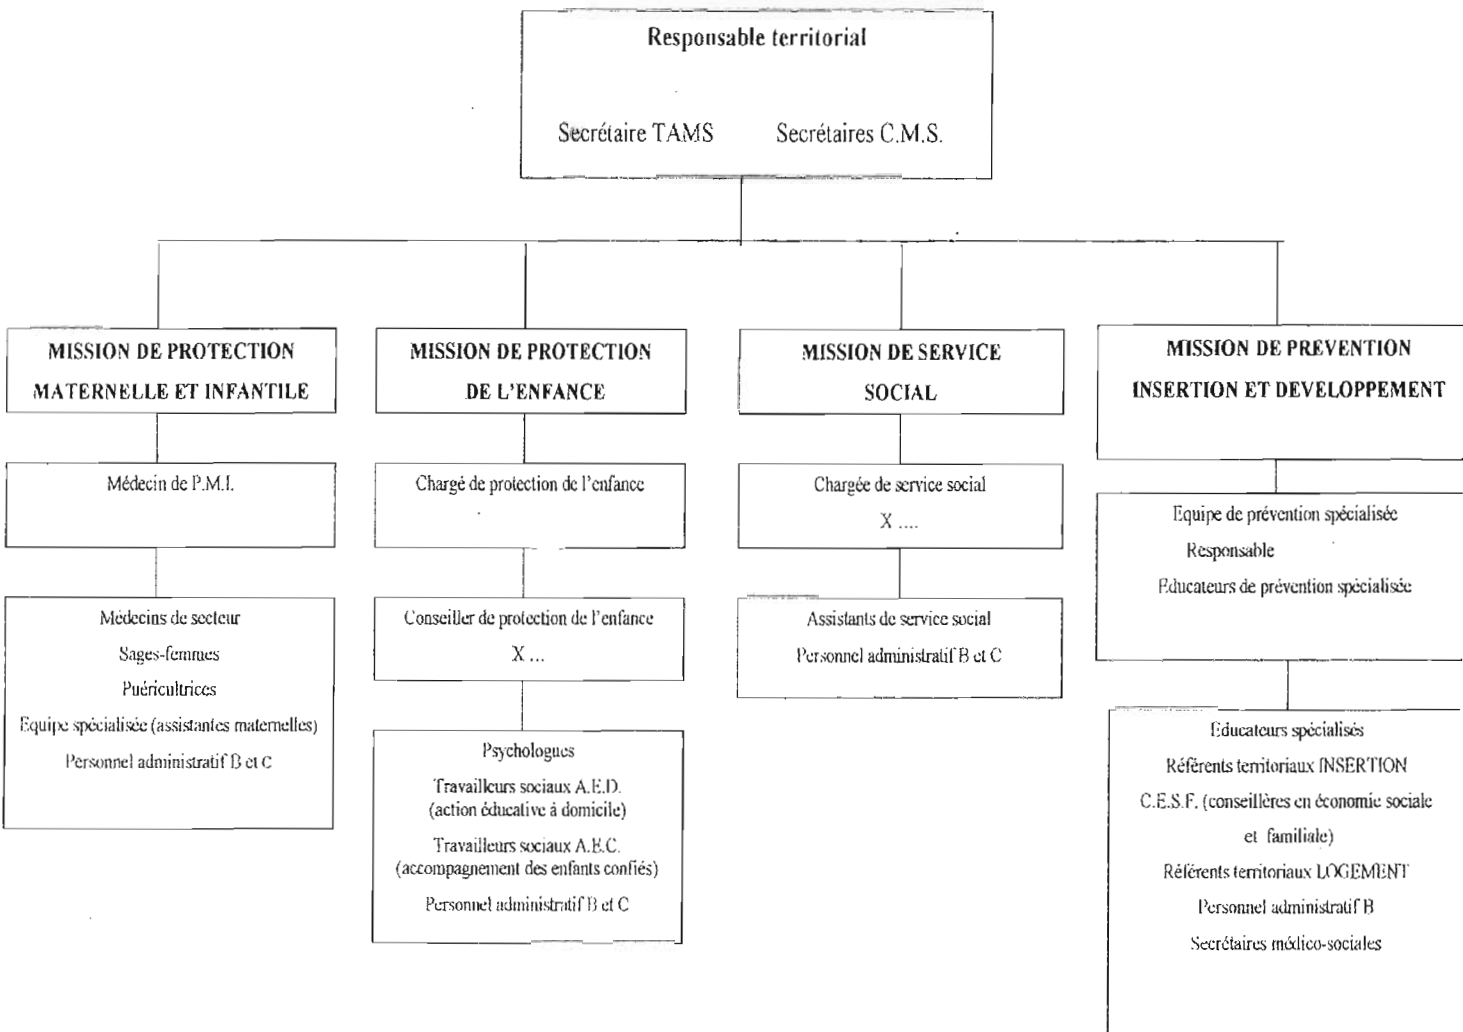 Responsable territorial
Secrétaire TAMS Secrétaires C.M.S.
MISSION DE PROTECTION
MATERNELLE ET INFANTILE
Médecin de P.M.I.
Médecins de secteur
Sages-femmes
Puéricultrices
Equipe spécialisée (assistantes maternelles)
Personnel administratif B et C
MISSION DE PROTECTION
DE L'ENFANCE
Chargé de protection de l'enfance
Conseiller de protection de l'enfance
X ...
Psychologues
Travailleurs sociaux A.E.D.
(action éducative à domicile)
Travailleurs sociaux A.E.C.
(accompagnement des enfants confiés)
Personnel administratif B et C
MISSION DE SERVICE
SOCIAL
Chargée de service social
X ....
Assistants de service social
Personnel administratif B et C
MISSION DE PREVENTION
INSERTION ET DEVELOPPEMENT
Equipe de prévention spécialisée
Responsable
Educateurs de prévention spécialisée
Educateurs spécialisés
Référents territoriaux INSERTION
C.E.S.F. (conseillères en économie sociale
et familiale)
Référents territoriaux LOGEMENT
Personnel administratif B
Secrétaires médico-sociales